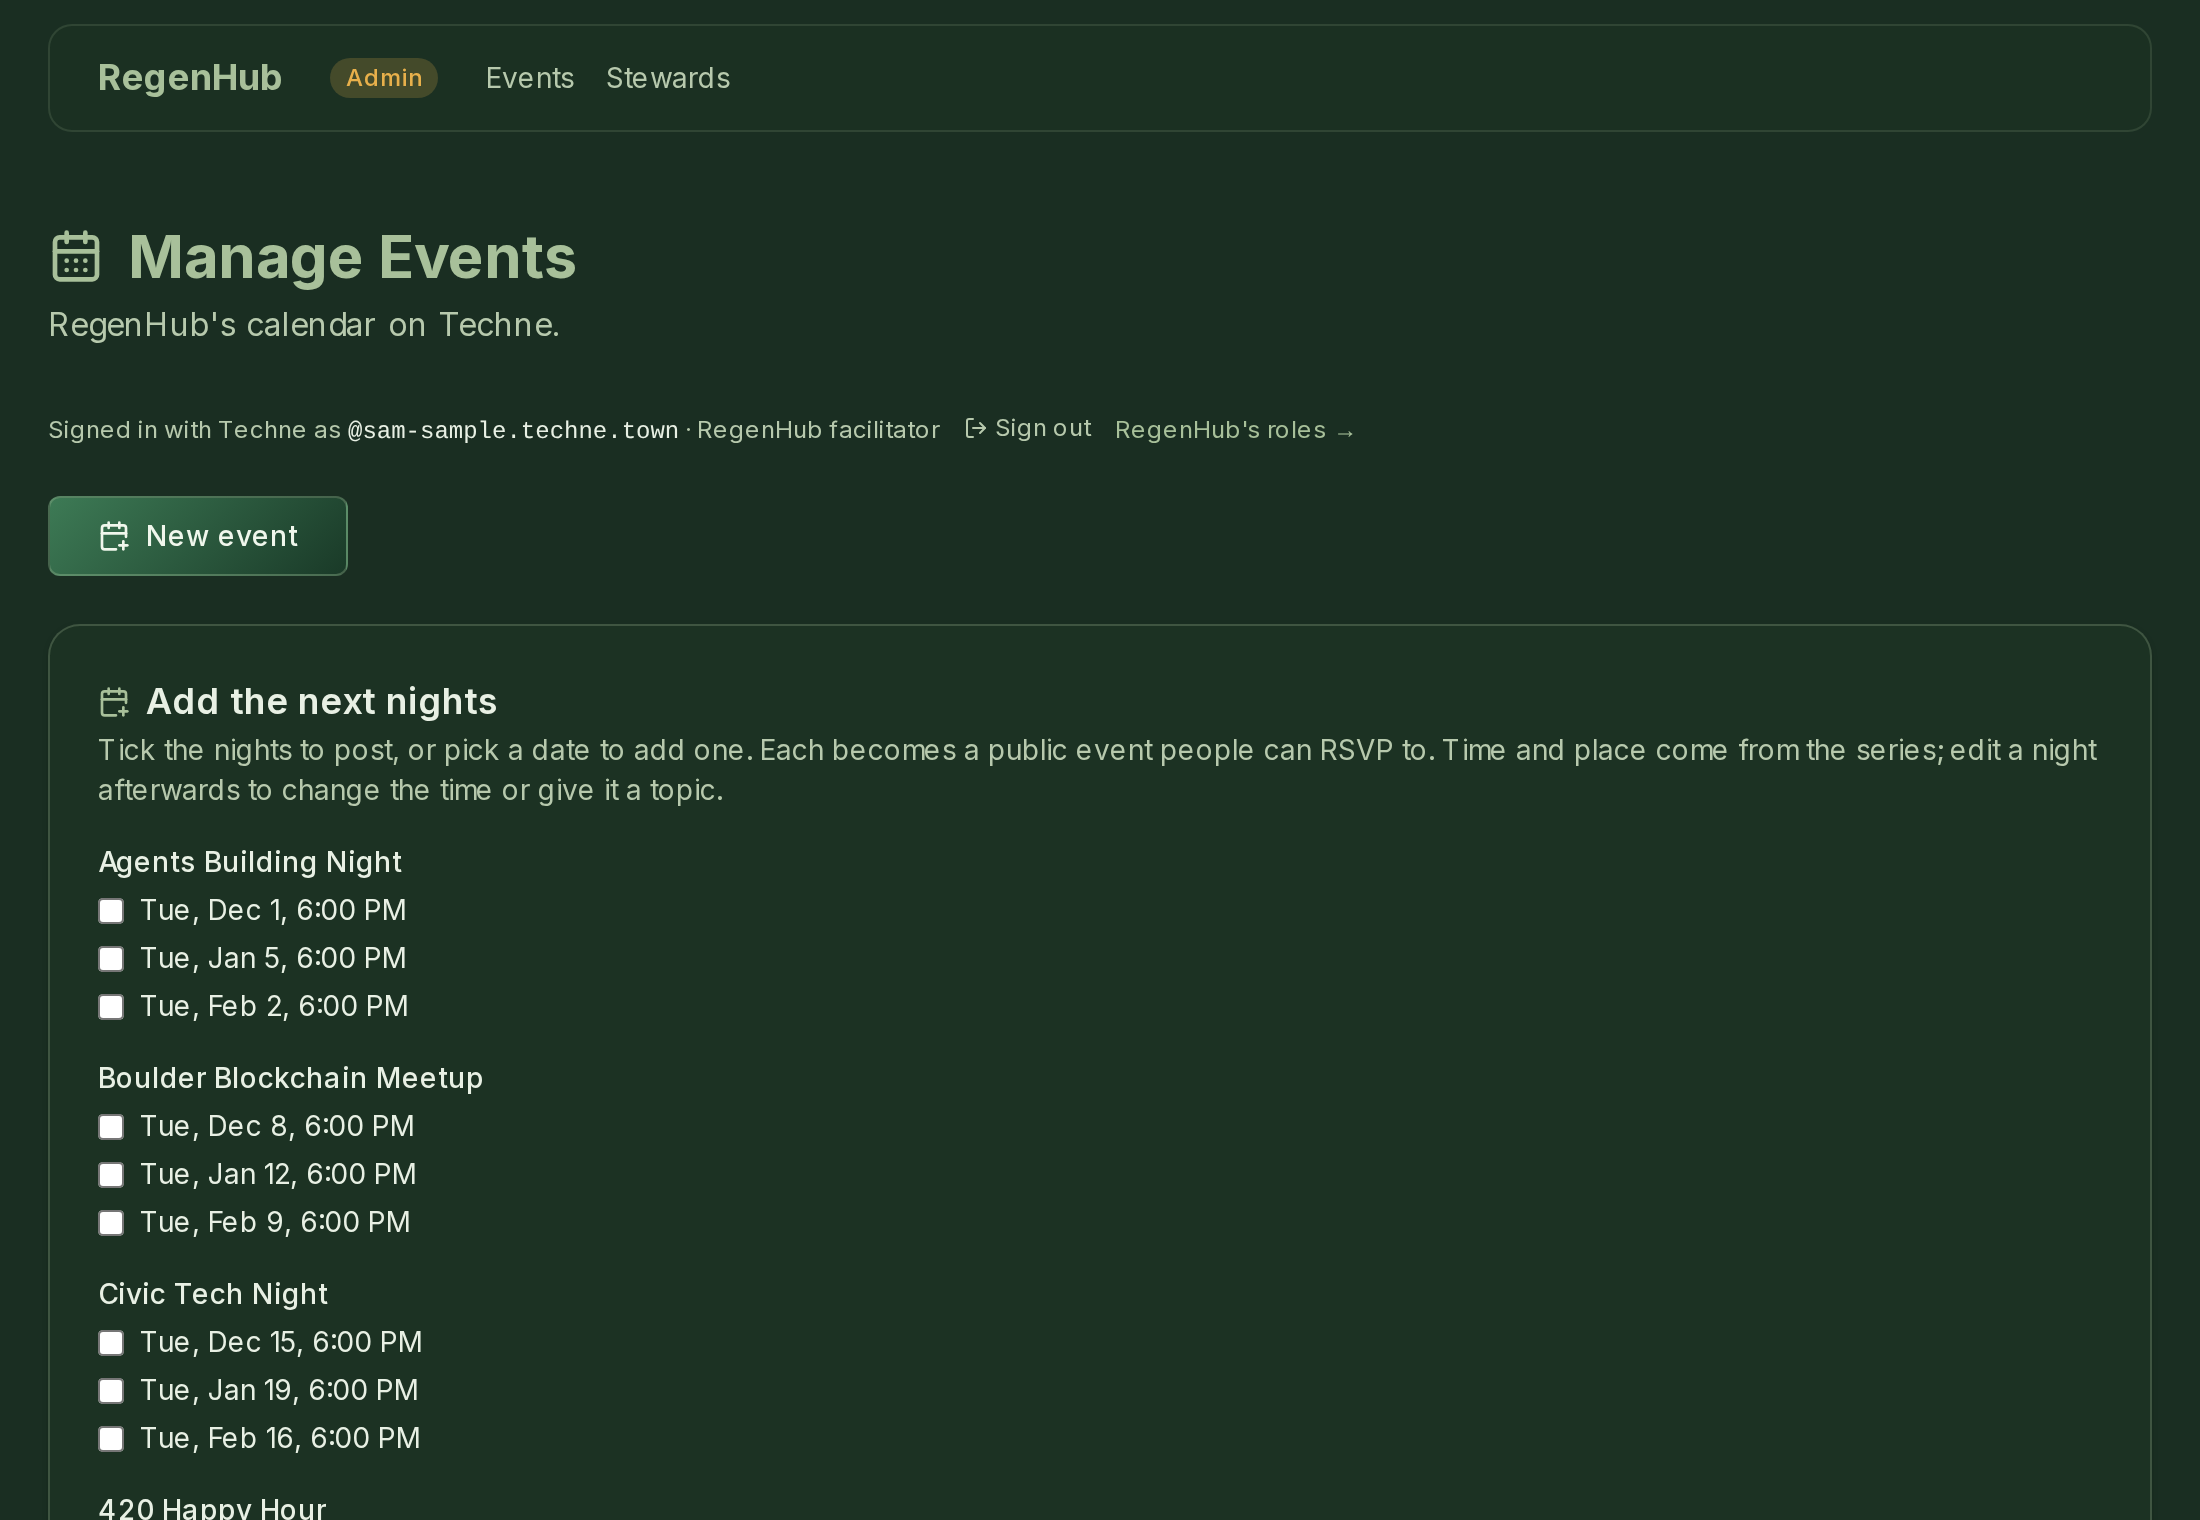 RegenHub Admin Events Stewards
Manage Events
RegenHub's calendar on Techne.
Signed in with Techne as @sam-sample.techne.town · RegenHub facilitator Sign out RegenHub's roles →
New event
Add the next nights
Tick the nights to post, or pick a date to add one. Each becomes a public event people can RSVP to. Time and place come from the series; edit a night
afterwards to change the time or give it a topic.
Agents Building Night
Tue, Dec 1, 6:00 PM
Tue, Jan 5, 6:00 PM
Tue, Feb 2, 6:00 PM
Boulder Blockchain Meetup
Tue, Dec 8, 6:00 PM
Tue, Jan 12, 6:00 PM
Tue, Feb 9, 6:00 PM
Civic Tech Night
Tue, Dec 15, 6:00 PM
Tue, Jan 19, 6:00 PM
Tue, Feb 16, 6:00 PM
420 Happy Hour